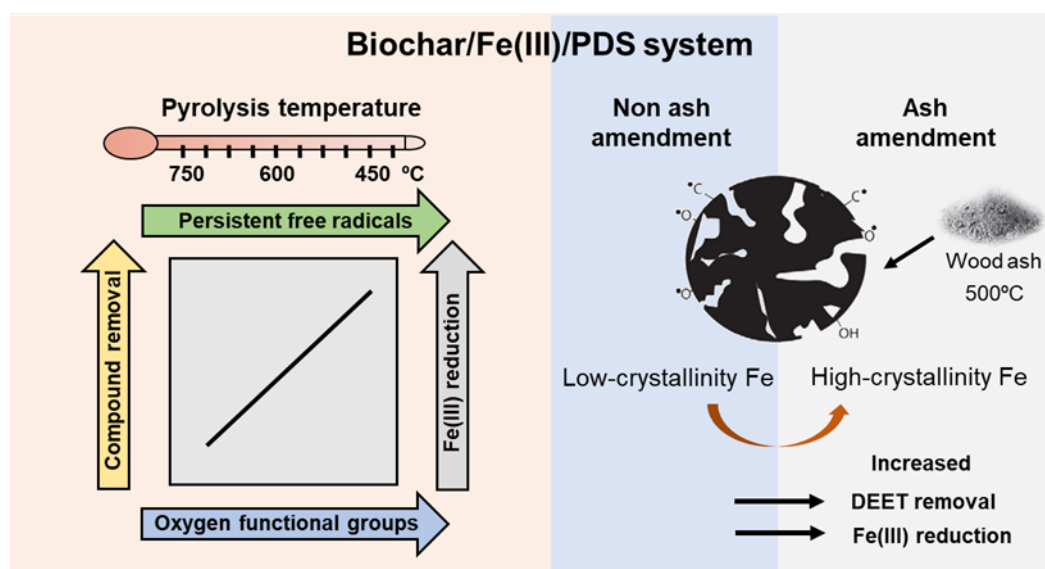 Biochar/Fe(III)/PDS system
Pyrolysis temperature
750 600 450 ºC
Persistent free radicals
Compound removal
Fe(III) reduction
Oxygen functional groups
Non ash
amendment
Ash
amendment
•C
•O
•O
C•
O•
OH
Wood ash
500ºC
Low-crystallinity Fe
High-crystallinity Fe
Increased
DEET removal
Fe(III) reduction